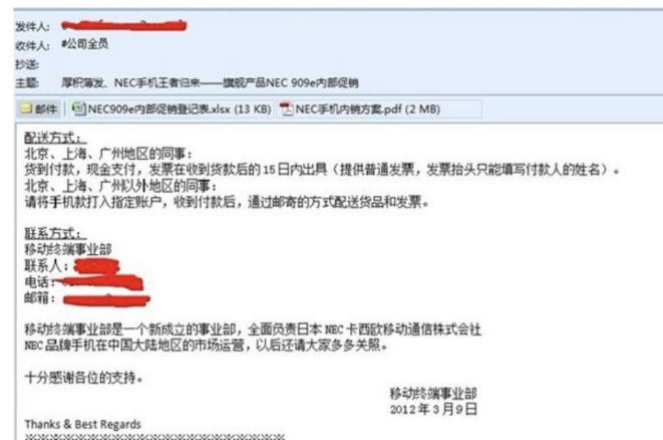 发件人:
收件人: #公司全员
抄送:
主题: 厚积薄发、NEC手机王者归来——旗舰产品NEC 909e内部促销
邮件 NEC909e内部促销登记表.xlsx (13 KB) NEC手机内销方案.pdf (2 MB)
配送方式：
北京、上海、广州地区的同事：
货到付款，现金支付，发票在收到货款后的15日内出具（提供普通发票，发票抬头只能填写付款人的姓名）。
北京、上海、广州以外地区的同事：
请将手机款打入指定账户，收到付款后，通过邮寄的方式配送货品和发票。
联系方式：
移动终端事业部
联系人：
电话：
邮箱：
移动终端事业部是一个新成立的事业部，全面负责日本 NEC 卡西欧移动通信株式会社
NEC 品牌手机在中国大陆地区的市场运营，以后还请大家多多关照。
十分感谢各位的支持。
移动终端事业部
2012 年 3 月 9 日
Thanks & Best Regards